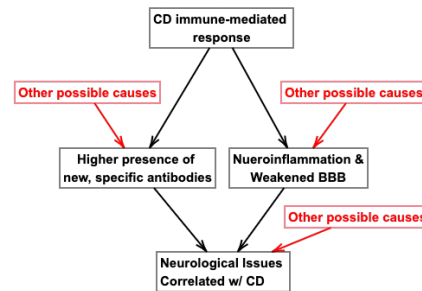 CD immune-mediated
response
Other possible causes
Other possible causes
Higher presence of
new, specific antibodies
Nueroinflammation &
Weakened BBB
Other possible causes
Neurological Issues
Correlated w/ CD